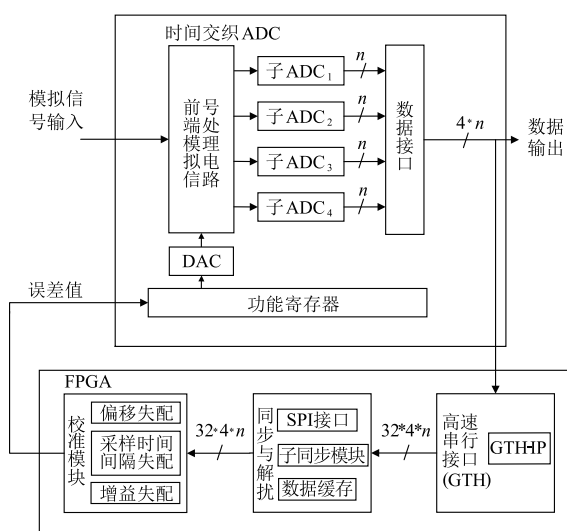 时间交织ADC
模拟信
号输入
前端模拟信
号处理电路
子ADC1
n
子ADC2
n
子ADC3
n
子ADC4
n
数据接口
4*n
数据
输出
DAC
功能寄存器
误差值
FPGA
校准模块
偏移失配
采样时间
间隔失配
增益失配
32*4*n
同步与解扰
SPI接口
子同步模块
数据缓存
32*4*n
高速
串行
接口
(GTH)
GTH-IP